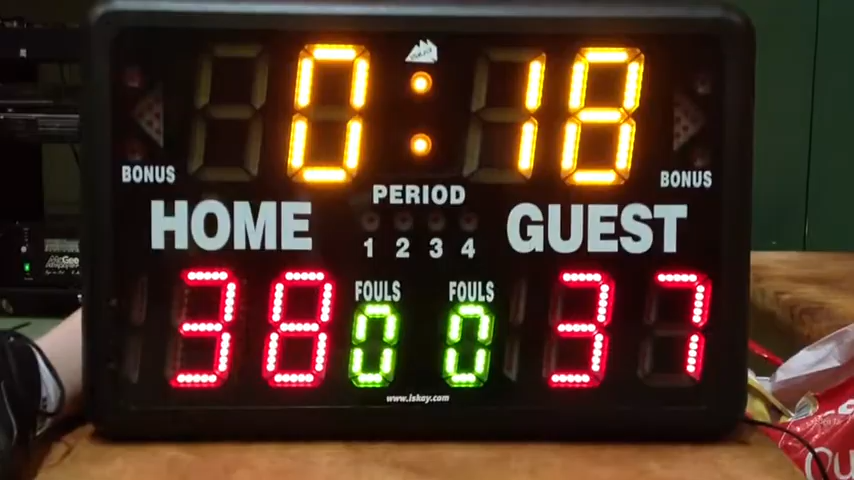 0:18
BONUS
BONUS
PERIOD
HOME
GUEST
1 2 3 4
FOULS
FOULS
38
0
0
37
www.iskay.com